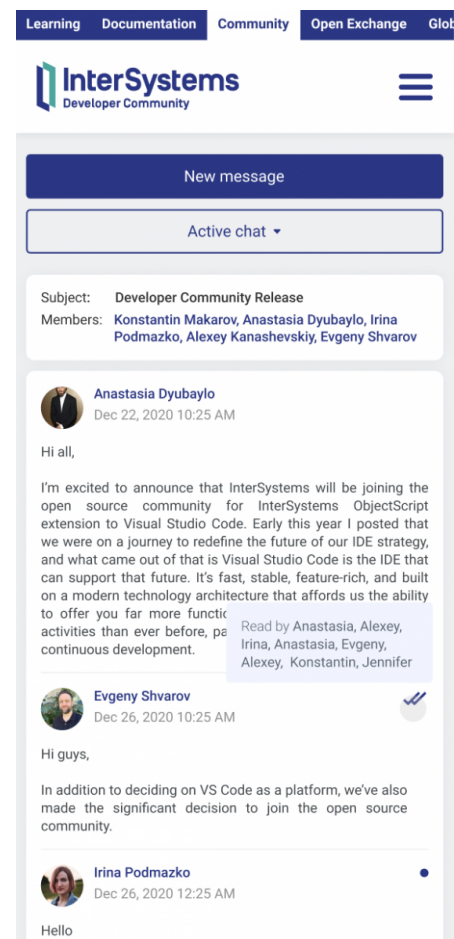 Learning Documentation Community Open Exchange
InterSystems
Developer Community
New message
Active chat
Subject: Developer Community Release
Members: Konstantin Makarov, Anastasia Dyubaylo, Irina
Podmazko, Alexey Kanashevskiy, Evgeny Shvarov
Anastasia Dyubaylo
Dec 22, 2020 10:25 AM
Hi all,
I'm excited to announce that InterSystems will be joining the
open source community for InterSystems ObjectScript
extension to Visual Studio Code. Early this year I posted that
we were on a journey to redefine the future of our IDE strategy,
and what came out of that is Visual Studio Code is the IDE that
can support that future. It's fast, stable, feature-rich, and built
on a modern technology architecture that affords us the ability
to offer you far more
activities than ever before,
continuous development.
Read by Anastasia, Alexey,
Irina, Anastasia, Evgeny,
Alexey, Konstantin, Jennifer
Evgeny Shvarov
Dec 26, 2020 10:25 AM
Hi guys,
In addition to deciding on VS Code as a platform, we've also
made the significant decision to join the open source
community.
Irina Podmazko
Dec 26, 2020 12:25 AM
Hello